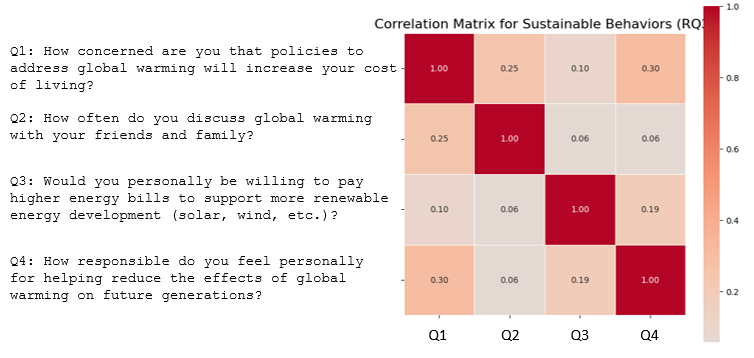 Correlation Matrix for Sustainable Behaviors (RQ
Q1: How concerned are you that policies to
address global warming will increase your cost
of living?
Q2: How often do you discuss global warming
with your friends and family?
Q3: Would you personally be willing to pay
higher energy bills to support more renewable
energy development (solar, wind, etc.)?
Q4: How responsible do you feel personally
for helping reduce the effects of global
warming on future generations?
1.00 0.25 0.10 0.30
0.25 1.00 0.06 0.06
0.10 0.06 1.00 0.19
0.30 0.06 0.19 1.00
Q1 Q2 Q3 Q4
1.0
0.8
0.6
0.4
0.2